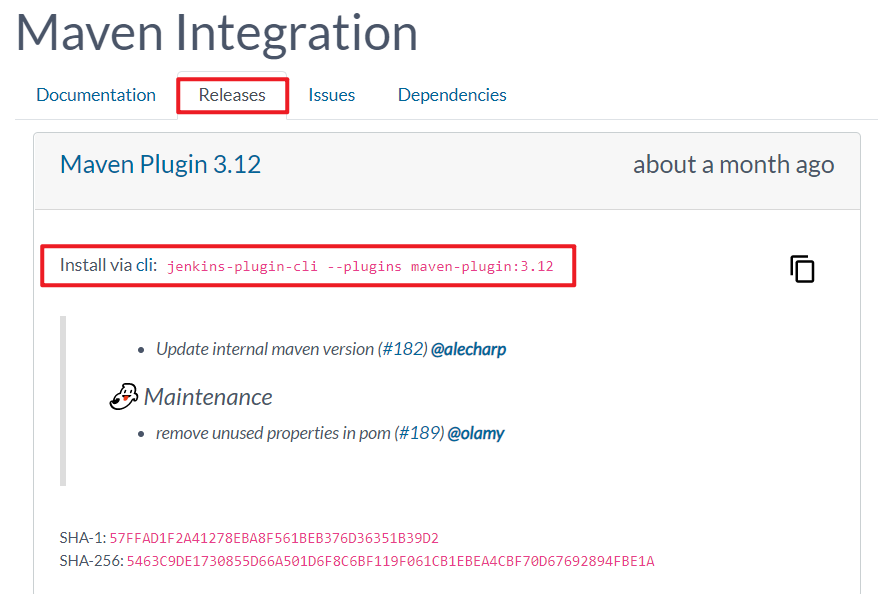 Maven Integration
Documentation Releases Issues Dependencies
Maven Plugin 3.12 about a month ago
Install via cli: jenkins-plugin-cli --plugins maven-plugin:3.12
• Update internal maven version (#182) @alecharp
Maintenance
• remove unused properties in pom (#189) @olamy
SHA-1: 57FFAD1F2A41278EBA8F561BEB376D36351B39D2
SHA-256: 5463C9DE1730855D66A501D6F8C6BF119F061CB1EBEA4CBF70D67692894FBE1A